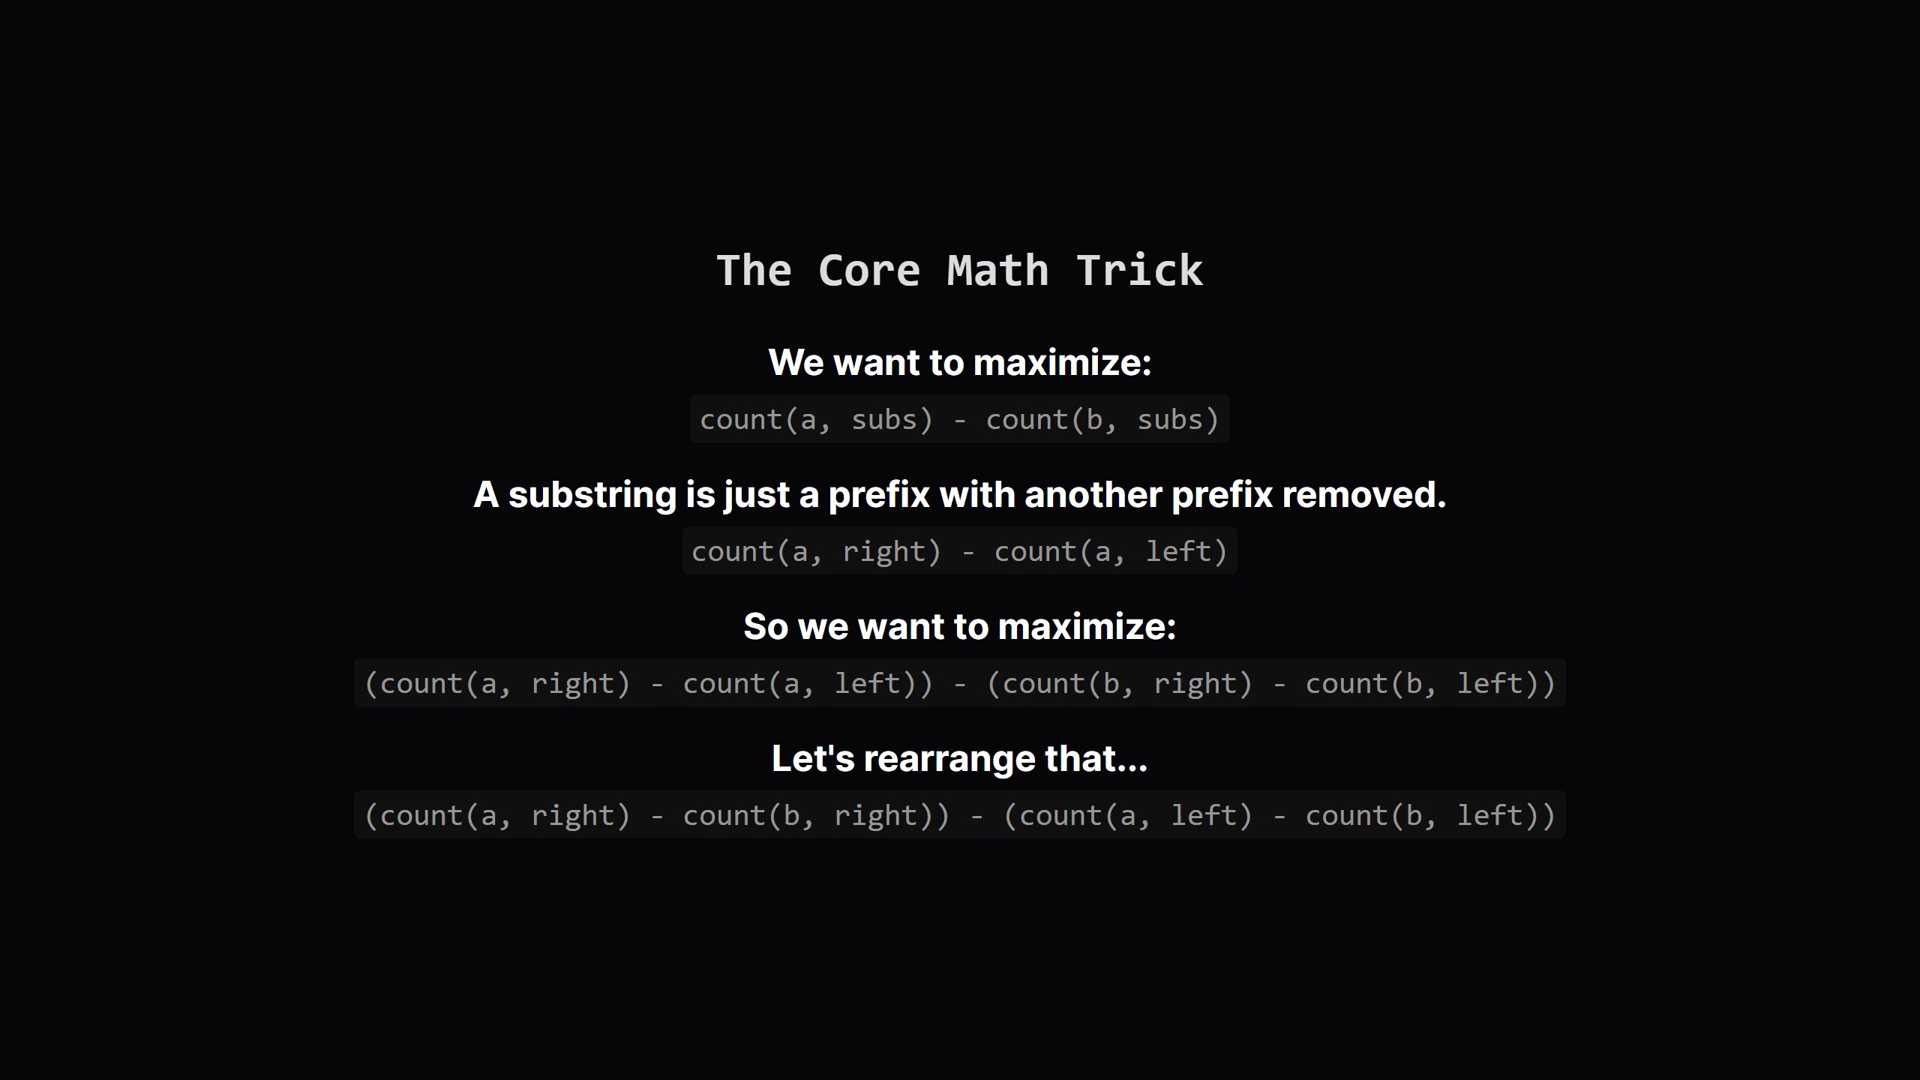 The Core Math Trick
We want to maximize:
count(a, subs) - count(b, subs)
A substring is just a prefix with another prefix removed.
count(a, right) - count(a, left)
So we want to maximize:
(count(a, right) - count(a, left)) - (count(b, right) - count(b, left))
Let's rearrange that...
(count(a, right) - count(b, right)) - (count(a, left) - count(b, left))